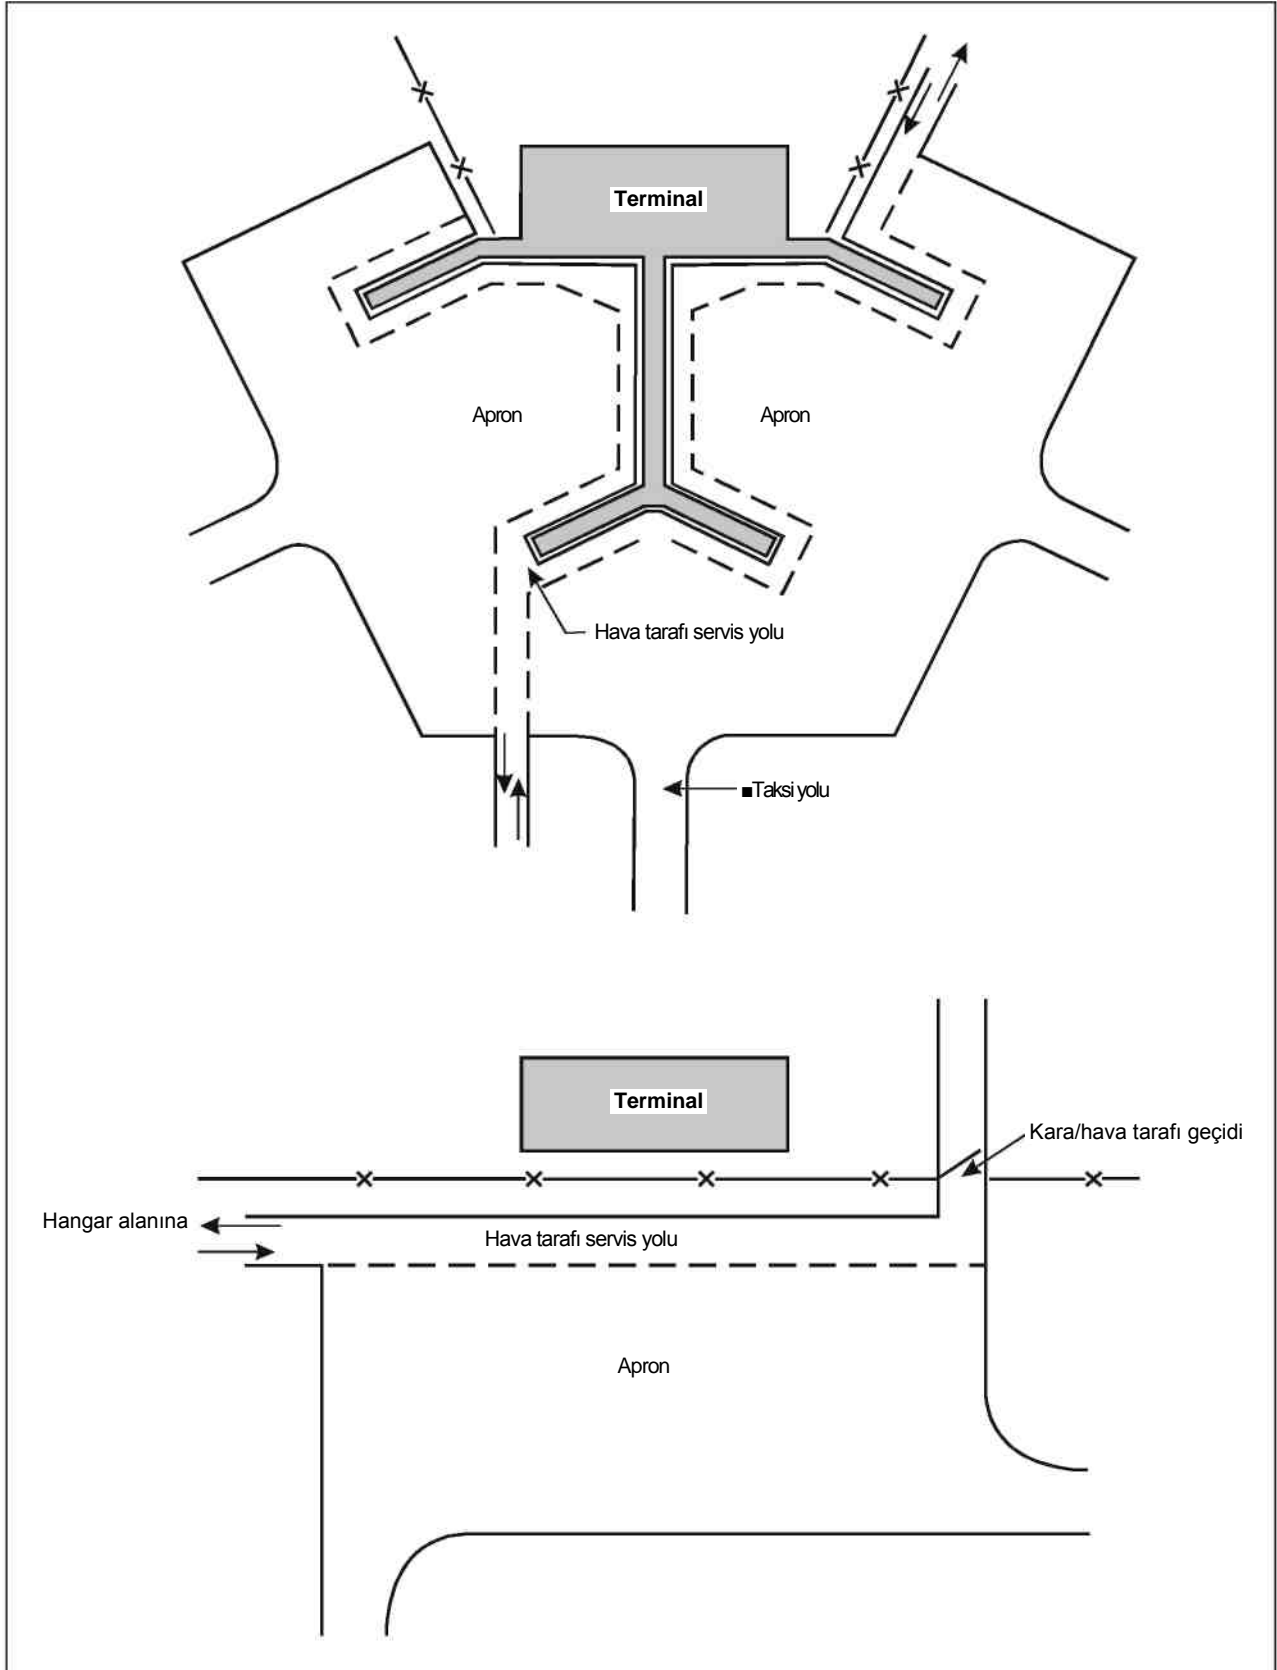 Terminal
Apron
Apron
Hava tarafı servis yolu
■Taksi yolu
Terminal
Kara/hava tarafı geçidi
Hangar alanına
Hava tarafı servis yolu
Apron